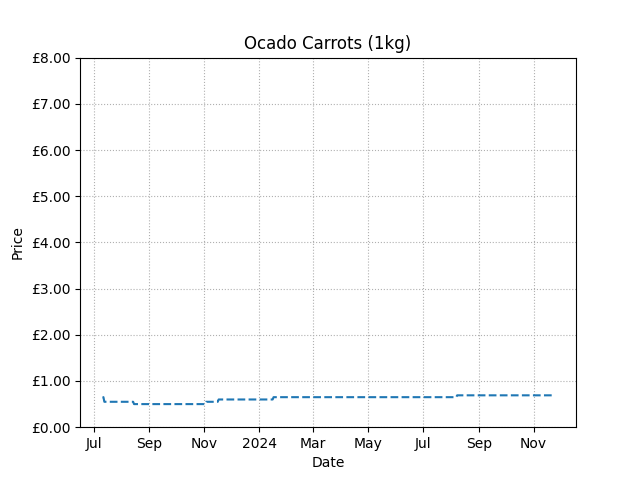 Ocado Carrots (1kg)
£8.00
£7.00
£6.00
£5.00
£4.00
£3.00
£2.00
£1.00
£0.00
Price
Jul Sep Nov 2024 Mar May Jul Sep Nov
Date